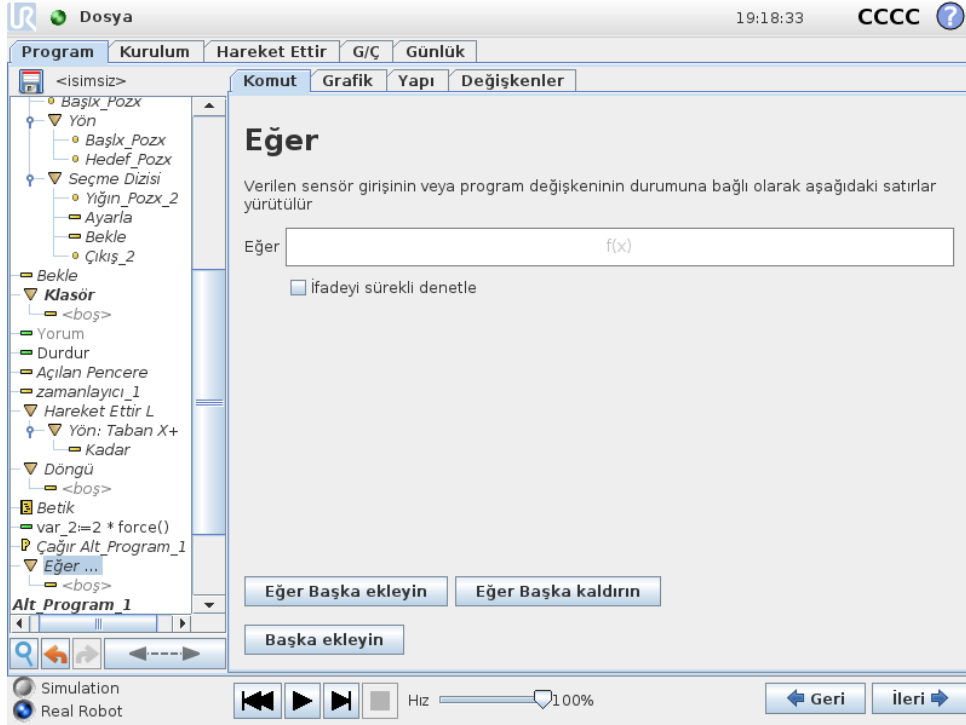 UR Dosya 19:18:33 CCCC ?
Program Kurulum Hareket Ettir G/Ç Günlük
<isimsiz>
Komut Grafik Yapı Değişkenler
Başlx_Pozx
Yön
Başlx_Pozx
Hedef_Pozx
Seçme Dizisi
Yığın_Pozx_2
Ayarla
Bekle
Çıkış_2
Bekle
Klasör
<boş>
Yorum
Durdur
Açılan Pencere
zamanlayıcı_1
Hareket Ettir L
Yön: Taban X+
Kadar
Döngü
<boş>
Betik
var_2:=2 * force()
P Çağır Alt_Program_1
Eğer ...
<boş>
Alt_Program_1
Eğer
Verilen sensör girişinin veya program değişkeninin durumuna bağlı olarak aşağıdaki satırlar
yürütülür
Eğer f(x)
İfadeyi sürekli denetle
Eğer Başka ekleyin Eğer Başka kaldırın
Başka ekleyin
Simulation
Real Robot
Hız 100%
Geri İleri